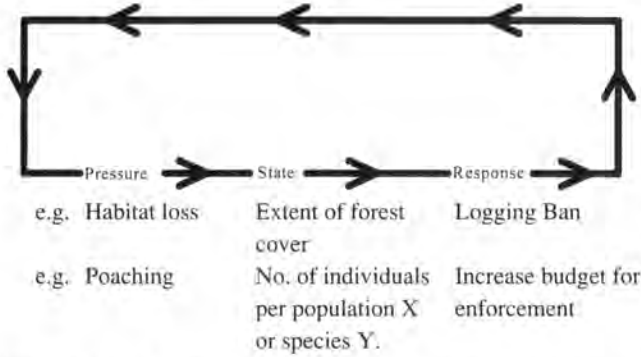 Pressure State Response
e.g. Habitat loss Extent of forest Logging Ban
cover
e.g. Poaching No. of individuals Increase budget for
per population X enforcement
or species Y.